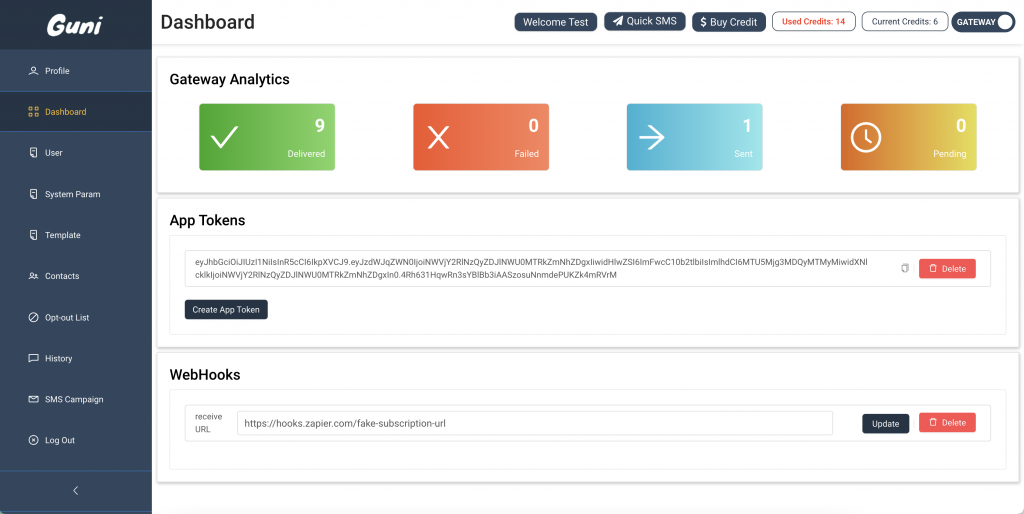 Guni
Dashboard
Welcome Test
Quick SMS
$ Buy Credit
Used Credits: 14
Current Credits: 6
GATEWAY
Profile
Dashboard
User
System Param
Template
Contacts
Opt-out List
History
SMS Campaign
Log Out
Gateway Analytics
9
Delivered
0
Failed
1
Sent
0
Pending
App Tokens
Delete
Create App Token
WebHooks
receive
URL
https://hooks.zapier.com/fake-subscription-url
Update
Delete